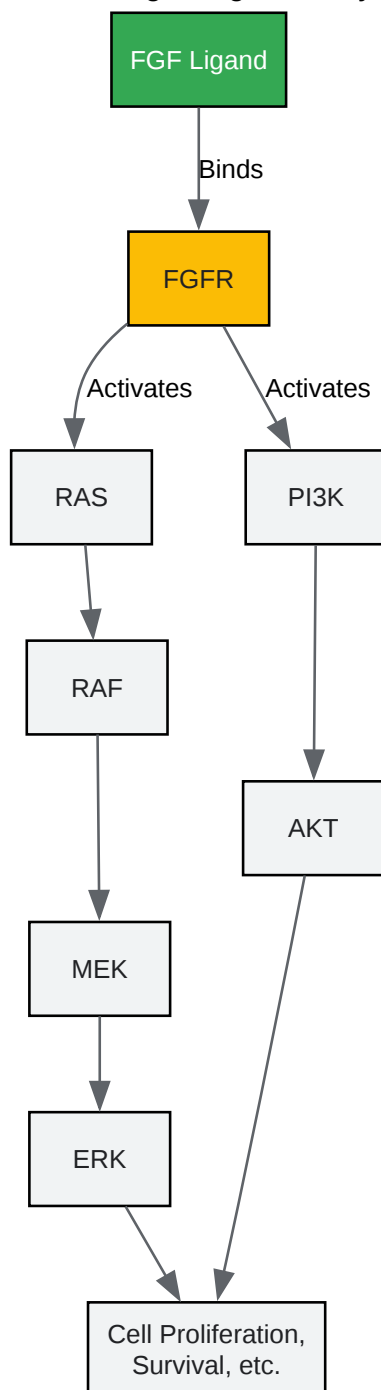 FGF Ligand
Binds
FGFR
Activates
Activates
RAS
PI3K
RAF
AKT
MEK
ERK
Cell Proliferation,
Survival, etc.